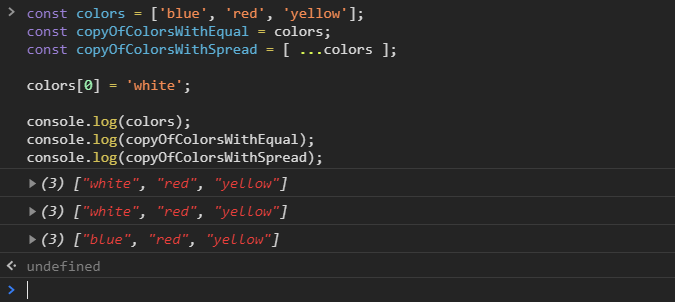 const colors = ['blue', 'red', 'yellow'];
const copyOfColorsWithEqual = colors;
const copyOfColorsWithSpread = [ ...colors ];
colors[0] = 'white';
console.log(colors);
console.log(copyOfColorsWithEqual);
console.log(copyOfColorsWithSpread);
(3) ["white", "red", "yellow"]
(3) ["white", "red", "yellow"]
(3) ["blue", "red", "yellow"]
undefined